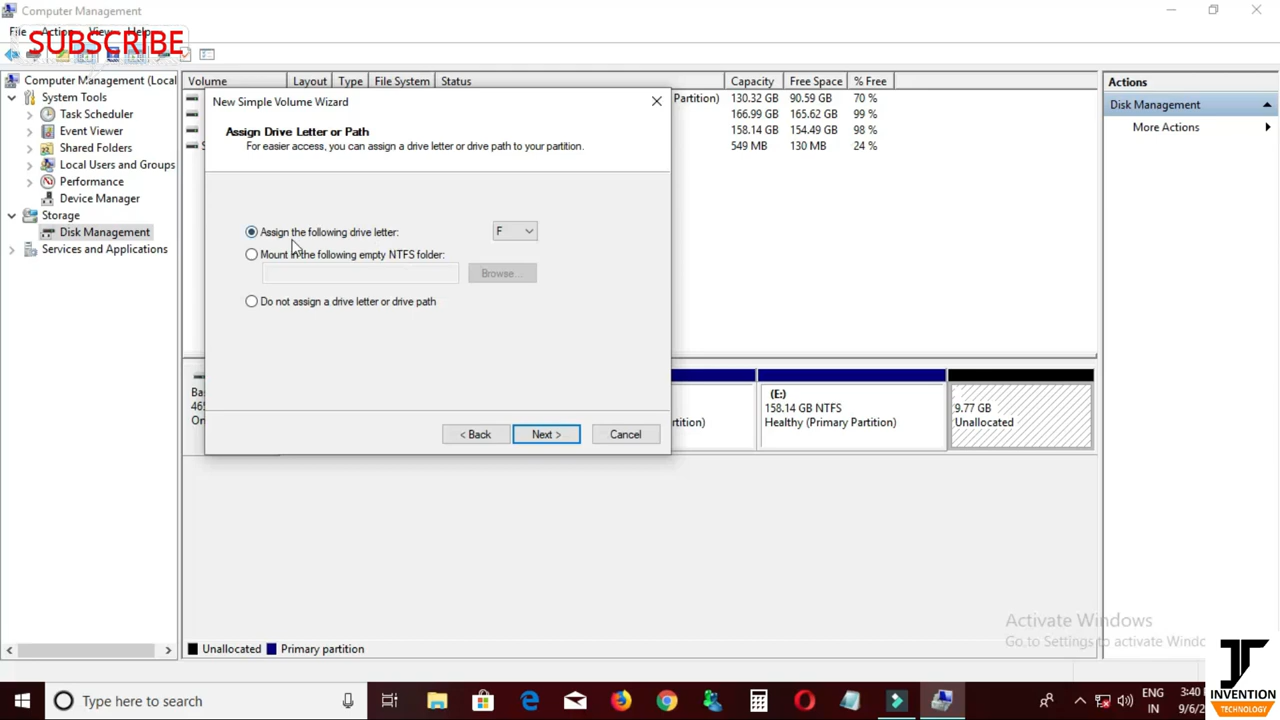 Computer Management
File Action View Help
SUBSCRIBE
Computer Management (Local
System Tools
Task Scheduler
Event Viewer
Shared Folders
Local Users and Groups
Performance
Device Manager
Storage
Disk Management
Services and Applications
Volume Layout Type File System Status Capacity Free Space % Free
Partition) 130.32 GB 90.59 GB 70 %
166.99 GB 165.62 GB 99 %
158.14 GB 154.49 GB 98 %
549 MB 130 MB 24 %
New Simple Volume Wizard
Assign Drive Letter or Path
For easier access, you can assign a drive letter or drive path to your partition.
Assign the following drive letter: F
Mount in the following empty NTFS folder:
Browse...
Do not assign a drive letter or drive path
< Back Next > Cancel
Bas
465
On
rtition)
(E:)
158.14 GB NTFS
Healthy (Primary Partition)
9.77 GB
Unallocated
Unallocated Primary partition
Actions
Disk Management
More Actions
Activate Windows
Go to Settings to activate Windo
Type here to search
ENG
IN
3:40
9/6/2
INVENTION
TECHNOLOGY